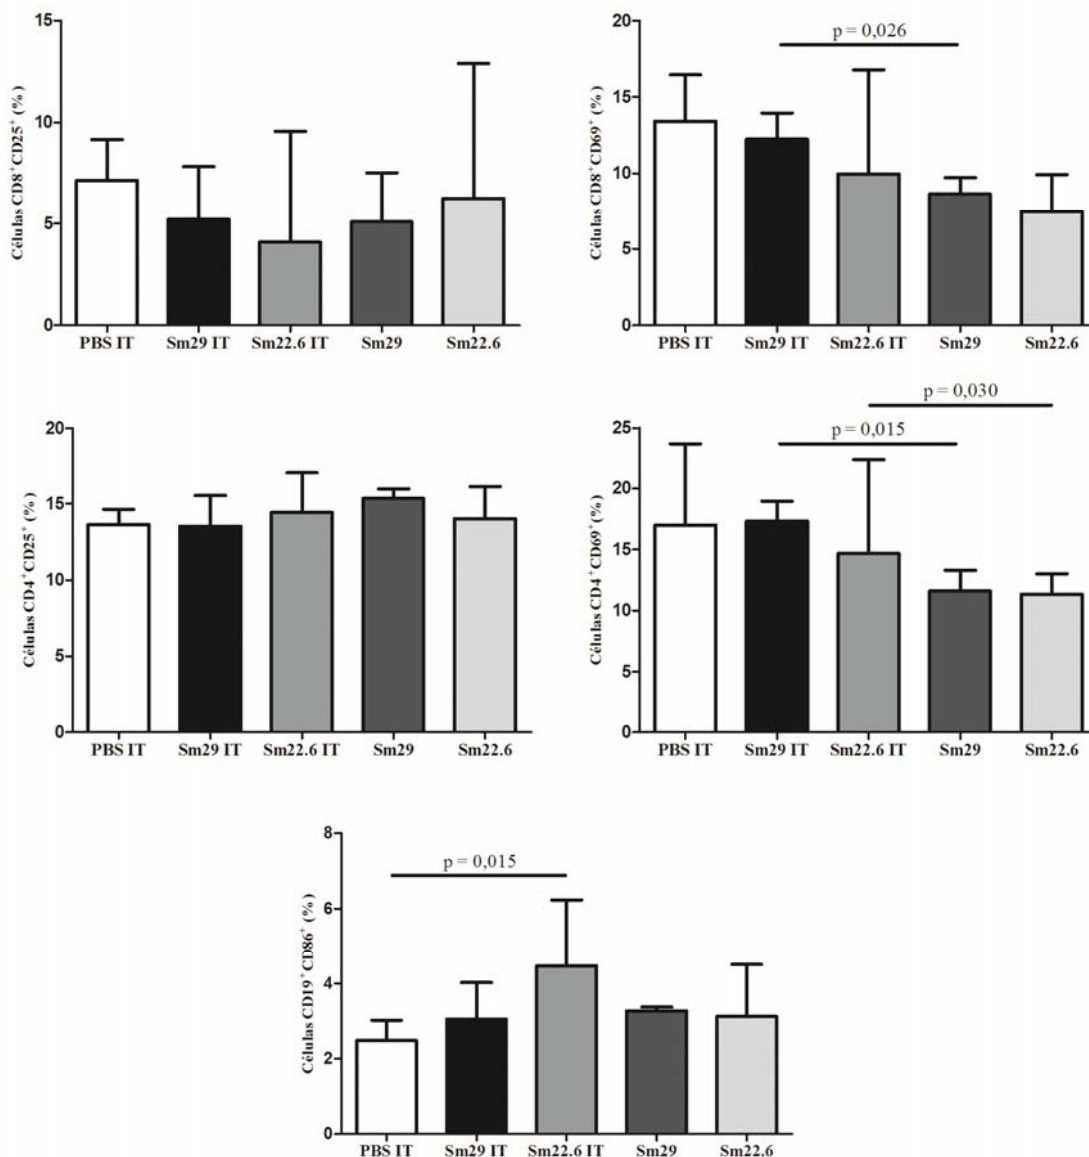 Células CD8⁺CD25⁺ (%)
15
10
5
0
PBS IT Sm29 IT Sm22.6 IT Sm29 Sm22.6
Células CD8⁺CD69⁺ (%)
20
15
10
5
0
p = 0,026
PBS IT Sm29 IT Sm22.6 IT Sm29 Sm22.6
Células CD4⁺CD25⁺ (%)
20
15
10
5
0
PBS IT Sm29 IT Sm22.6 IT Sm29 Sm22.6
Células CD4⁺CD69⁺(%)
25
20
15
10
5
0
p = 0,030
p = 0,015
PBS IT Sm29 IT Sm22.6 IT Sm29 Sm22.6
Células CD19⁺CD86⁺ (%)
8
6
4
2
0
p = 0,015
PBS IT Sm29 IT Sm22.6 IT Sm29 Sm22.6